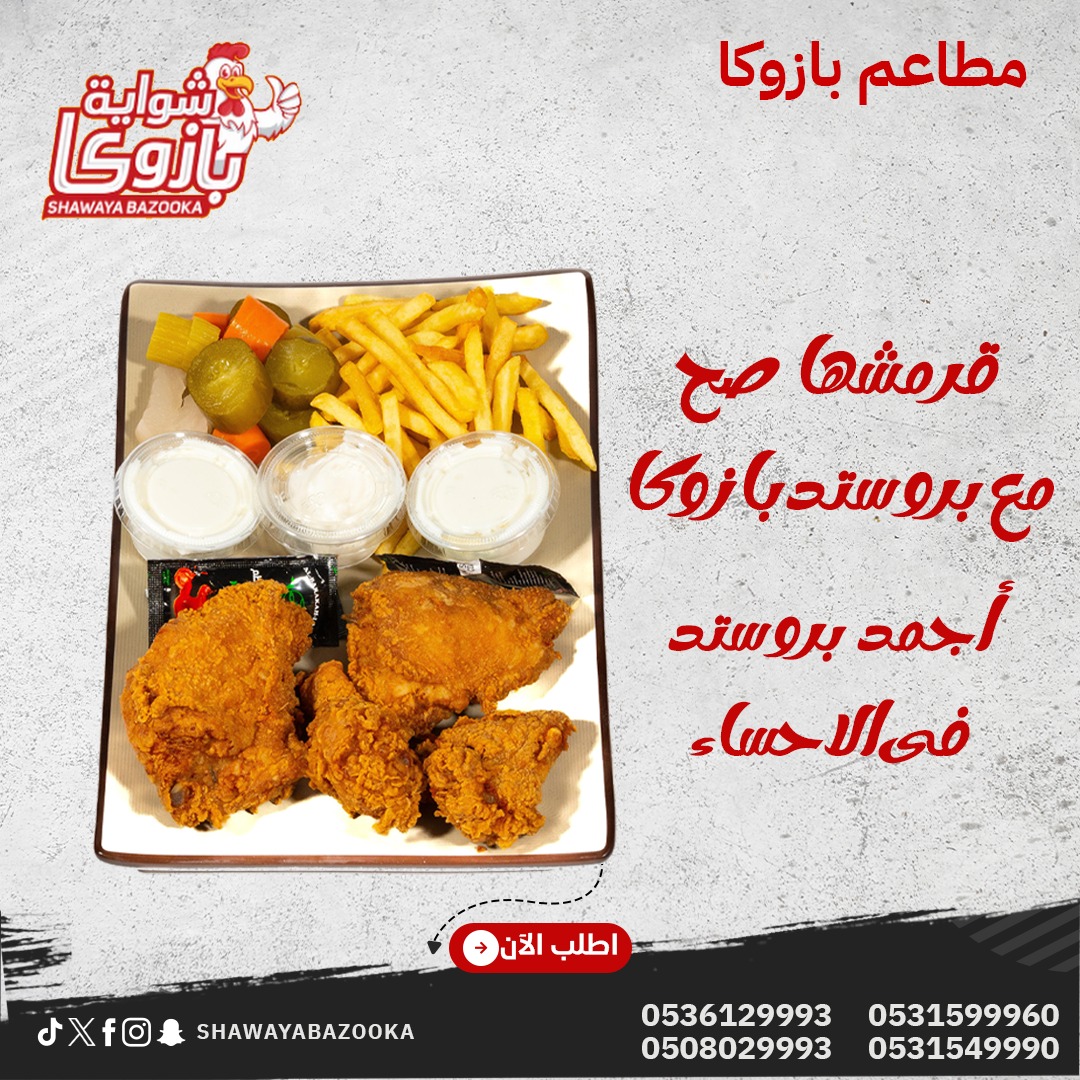 مطاعم بازوكا
شواية
بازوكا
SHAWAYA BAZOOKA
قرمشها صح
مع بروستد بازوكا
أجمد بروستد
فى الاحساء
اطلب الآن
SHAWAYABAZOOKA
0536129993 0531599960
0508029993 0531549990